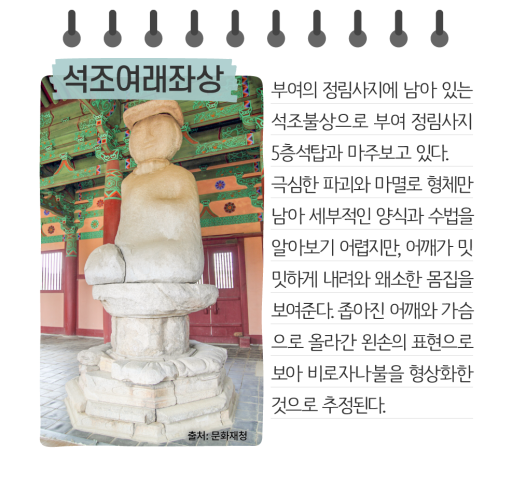 석조여래좌상
부여의 정림사지에 남아 있는
석조불상으로 부여 정림사지
5층석탑과 마주보고 있다.
극심한 파괴와 마멸로 형체만
남아 세부적인 양식과 수법을
알아보기 어렵지만, 어깨가 밋
밋하게 내려와 왜소한 몸집을
보여준다. 좁아진 어깨와 가슴
으로 올라간 왼손의 표현으로
보아 비로자나불을 형상화한
것으로 추정된다.
출처: 문화재청